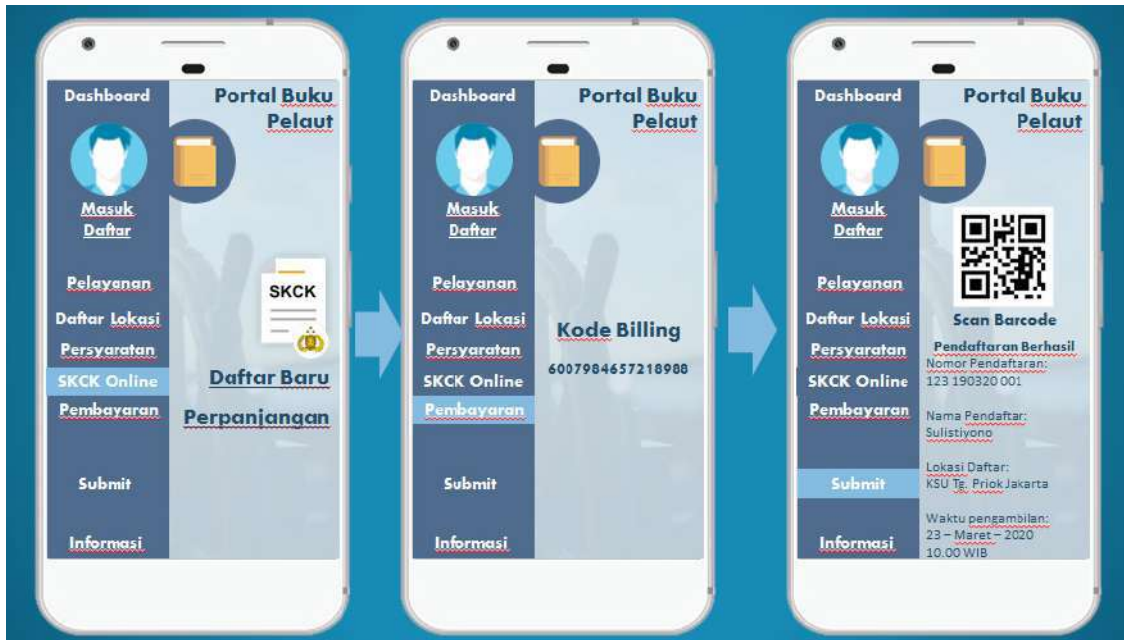 Dashboard
Portal Buku
Pelaut
Masuk
Daftar
Pelayanan
SKCK
Daftar Lokasi
Persyaratan
SKCK Online
Daftar Baru
Pembayaran
Perpanjangan
Submit
Informasi
Dashboard
Portal Buku
Pelaut
Masuk
Daftar
Pelayanan
Daftar Lokasi
Kode Billing
Persyaratan
6007984657218988
SKCK Online
Pembayaran
Submit
Informasi
Dashboard
Portal Buku
Pelaut
Masuk
Daftar
Pelayanan
Daftar Lokasi
Persyaratan
SKCK Online
Pembayaran
Submit
Informasi
Scan Barcode
Pendaftaran Berhasil
Nomor Pendaftaran:
123 190320 001
Nama Pendaftar:
Sulistiyono
Lokasi Daftar:
KSU Tg. Priok Jakarta
Waktu pengambilan:
23 – Maret – 2020
10.00 WIB